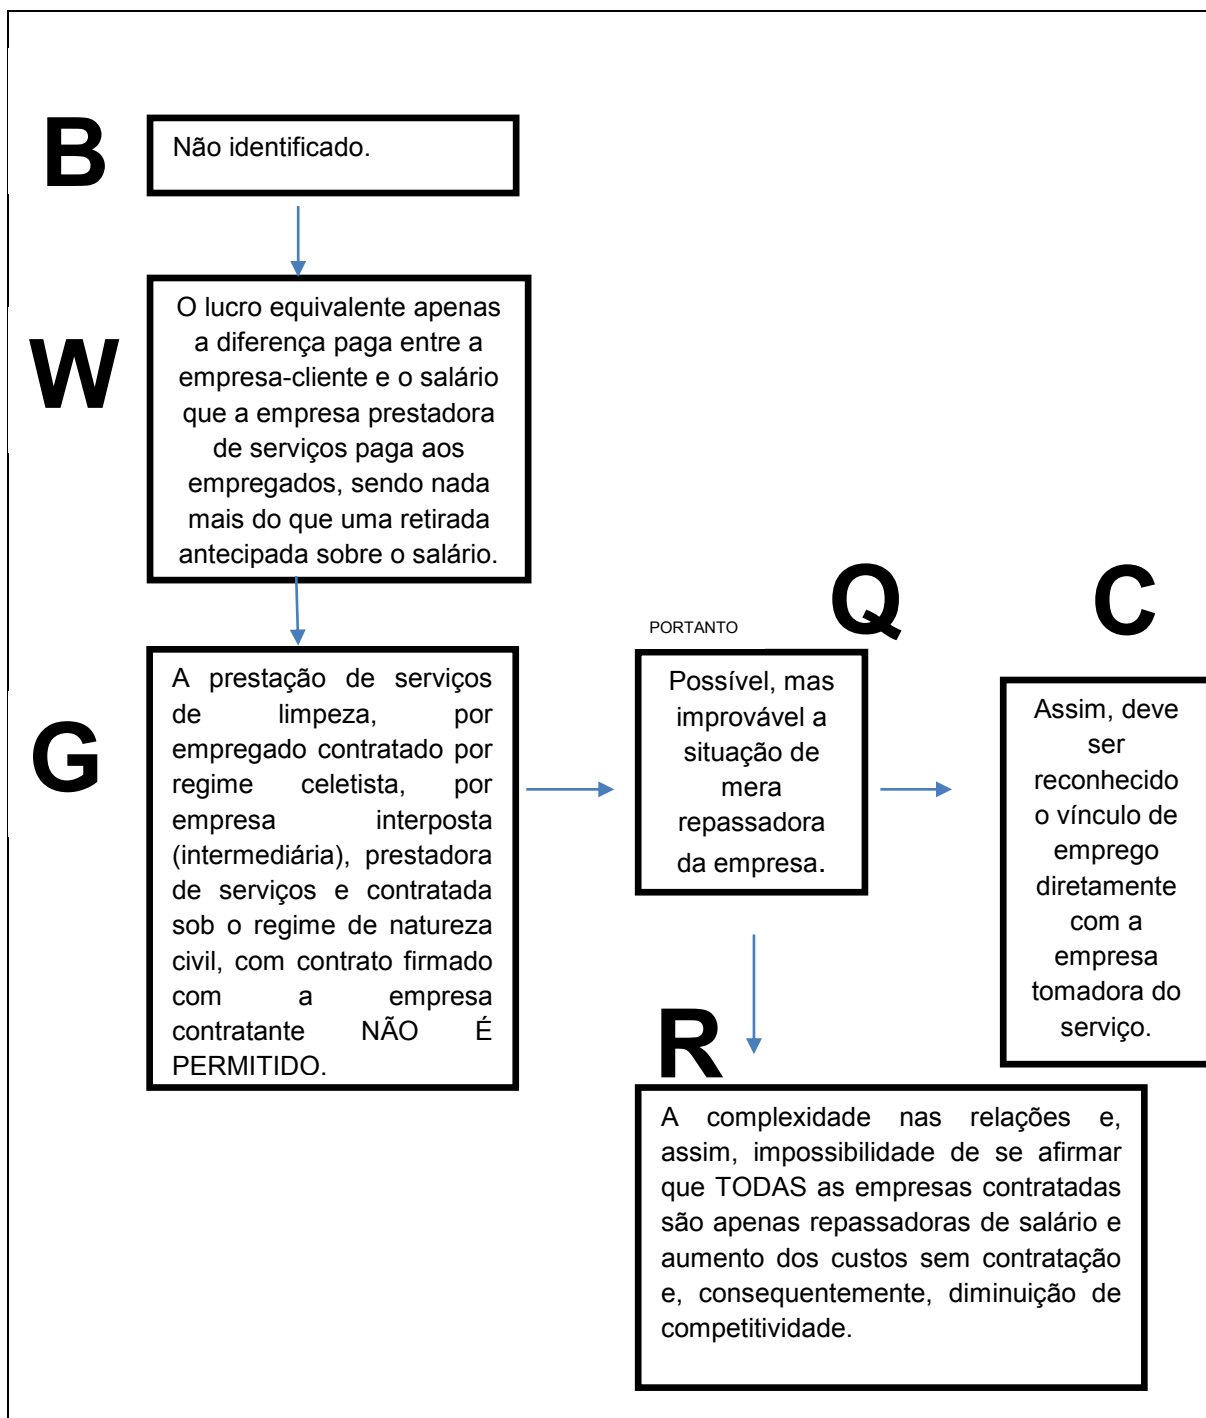 B
Não identificado.
W
O lucro equivalente apenas
a diferença paga entre a
empresa-cliente e o salário
que a empresa prestadora
de serviços paga aos
empregados, sendo nada
mais do que uma retirada
antecipada sobre o salário.
G
A prestação de serviços
de limpeza, por
empregado contratado por
regime celetista, por
empresa interposta
(intermediária), prestadora
de serviços e contratada
sob o regime de natureza
civil, com contrato firmado
com a empresa
contratante NÃO É
PERMITIDO.
PORTANTO
Q
Possível, mas
improvável a
situação de
mera
repassadora
da empresa.
C
Assim, deve
ser
reconhecido
o vínculo de
emprego
diretamente
com a
empresa
tomadora do
serviço.
R
A complexidade nas relações e,
assim, impossibilidade de se afirmar
que TODAS as empresas contratadas
são apenas repassadoras de salário e
aumento dos custos sem contratação
e, consequentemente, diminuição de
competitividade.